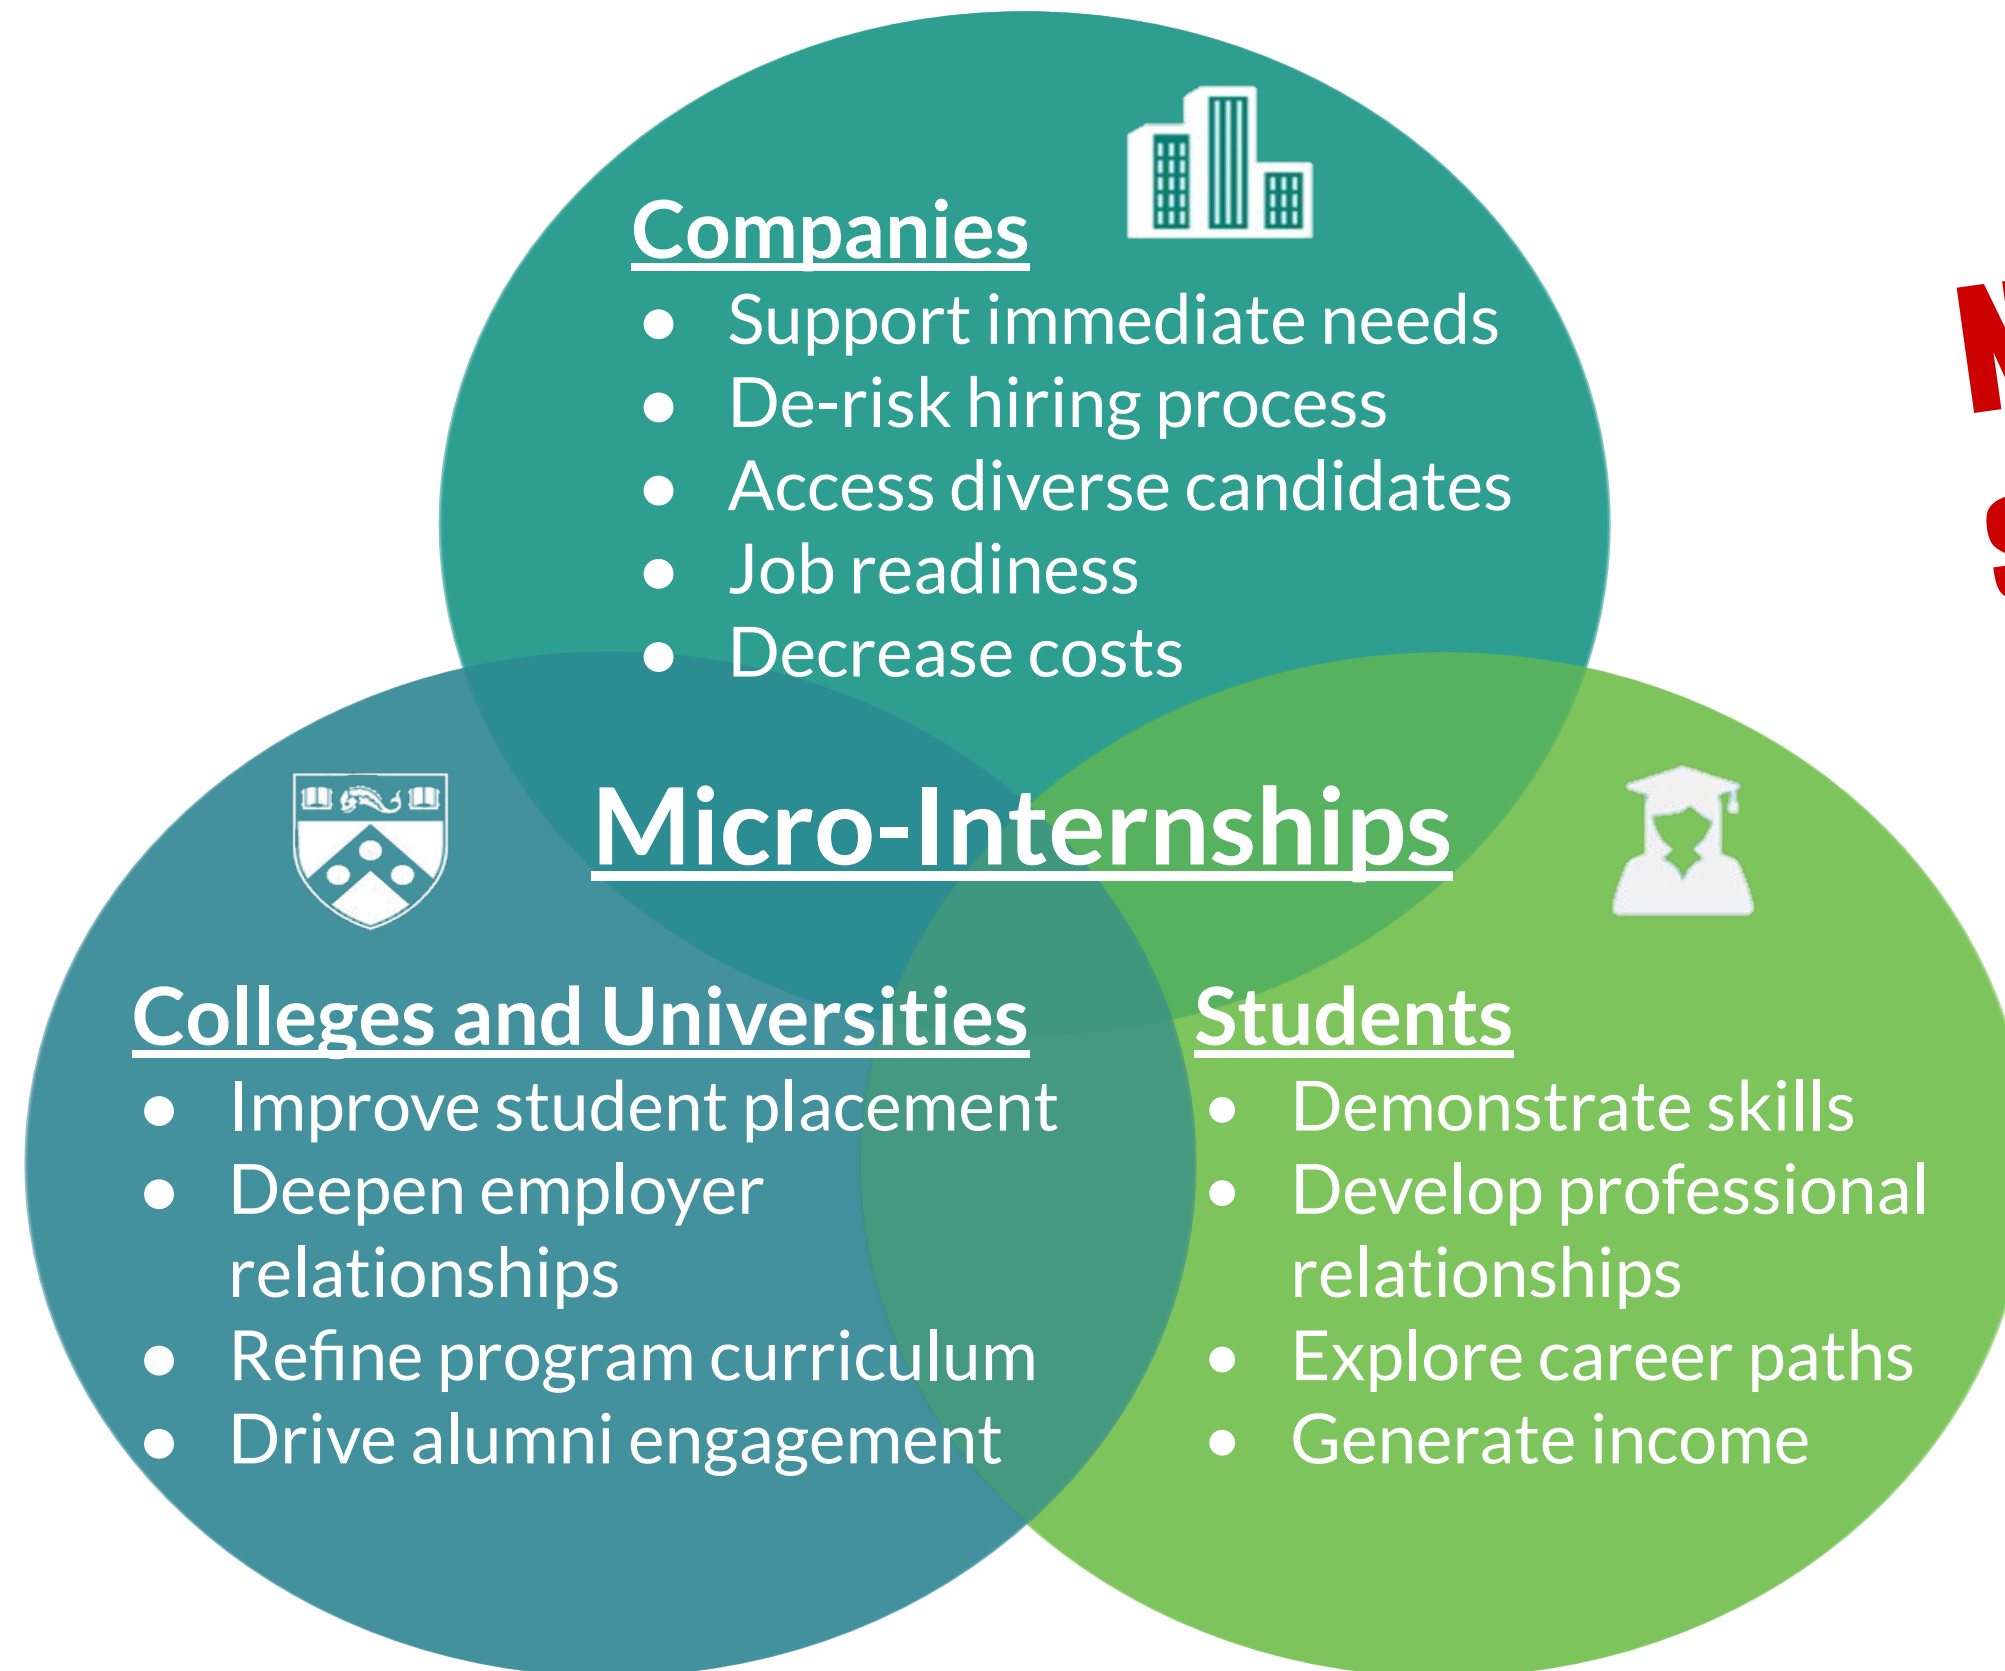 Companies
● Support immediate needs
● De-risk hiring process
● Access diverse candidates
● Job readiness
● Decrease costs
Micro-Internships
Colleges and Universities
● Improve student placement
● Deepen employer
relationships
● Refine program curriculum
● Drive alumni engagement
Students
● Demonstrate skills
● Develop professional
relationships
● Explore career paths
● Generate income